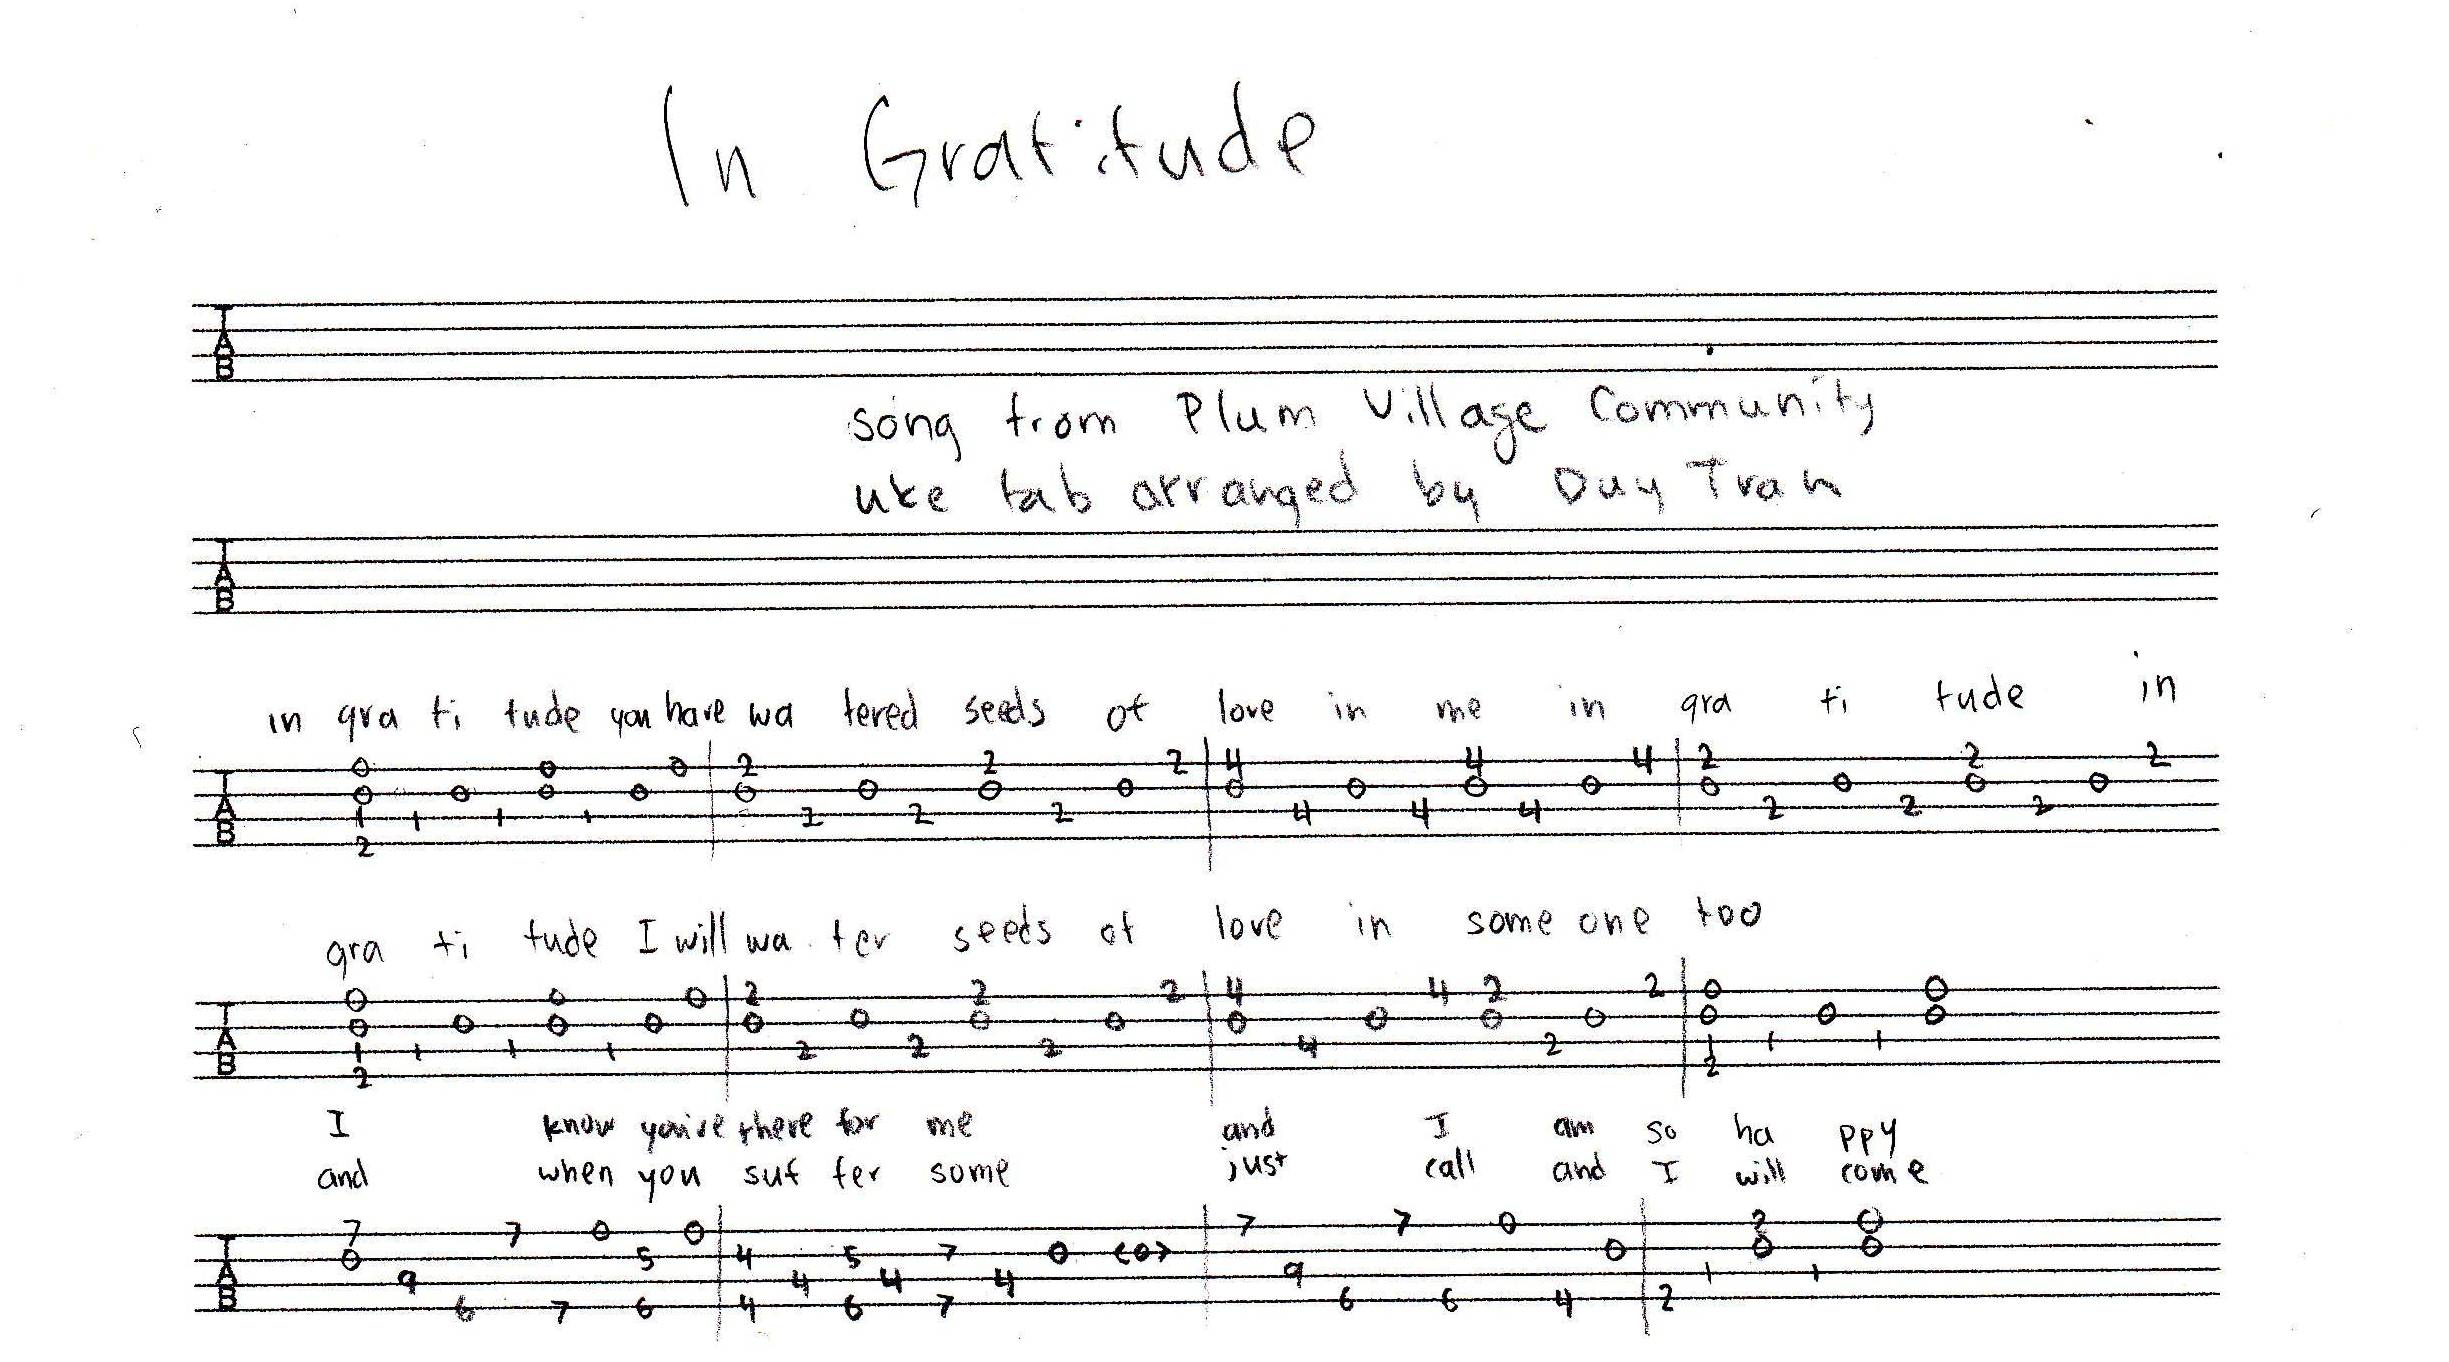 In Gratitude
TAB
song from Plum Village Community
uke tab arranged by Duy Tran
TAB
in gra ti tude you have wa tered seeds of love in me in gra ti tude in
TAB
0 0 0 0 2 2 2 4 4 4 2 2 2
0 0 0 0 0 0 0 0 0 0 0 0 0 0 0 0
1 1 1 1 2 2 2 4 4 4 2 2 2
2
gra ti tude I will wa ter seeds of love in some one too
TAB
0 0 0 2 2 2 4 4 2 2 0 0
0 0 0 0 0 0 0 0 0 0 0 0 0 0 0
1 1 1 1 2 2 2 4 2 1 1 1
2 2
I know you're there for me and I am so ha ppy
and when you suf fer some just call and I will come
TAB
7 7 0 0 7 7 0 2 0
0 5 4 5 7 0 <0> 0 0 0
9 4 4 4 9 1 1
6 7 6 4 6 7 6 6 4 2